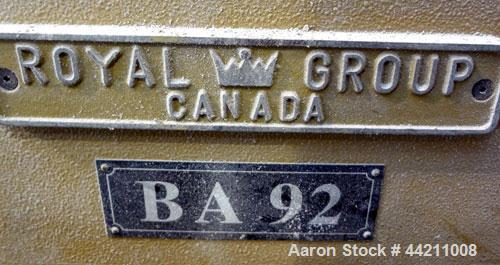 ROYAL GROUP
CANADA
BA 92
Aaron Stock # 44211008